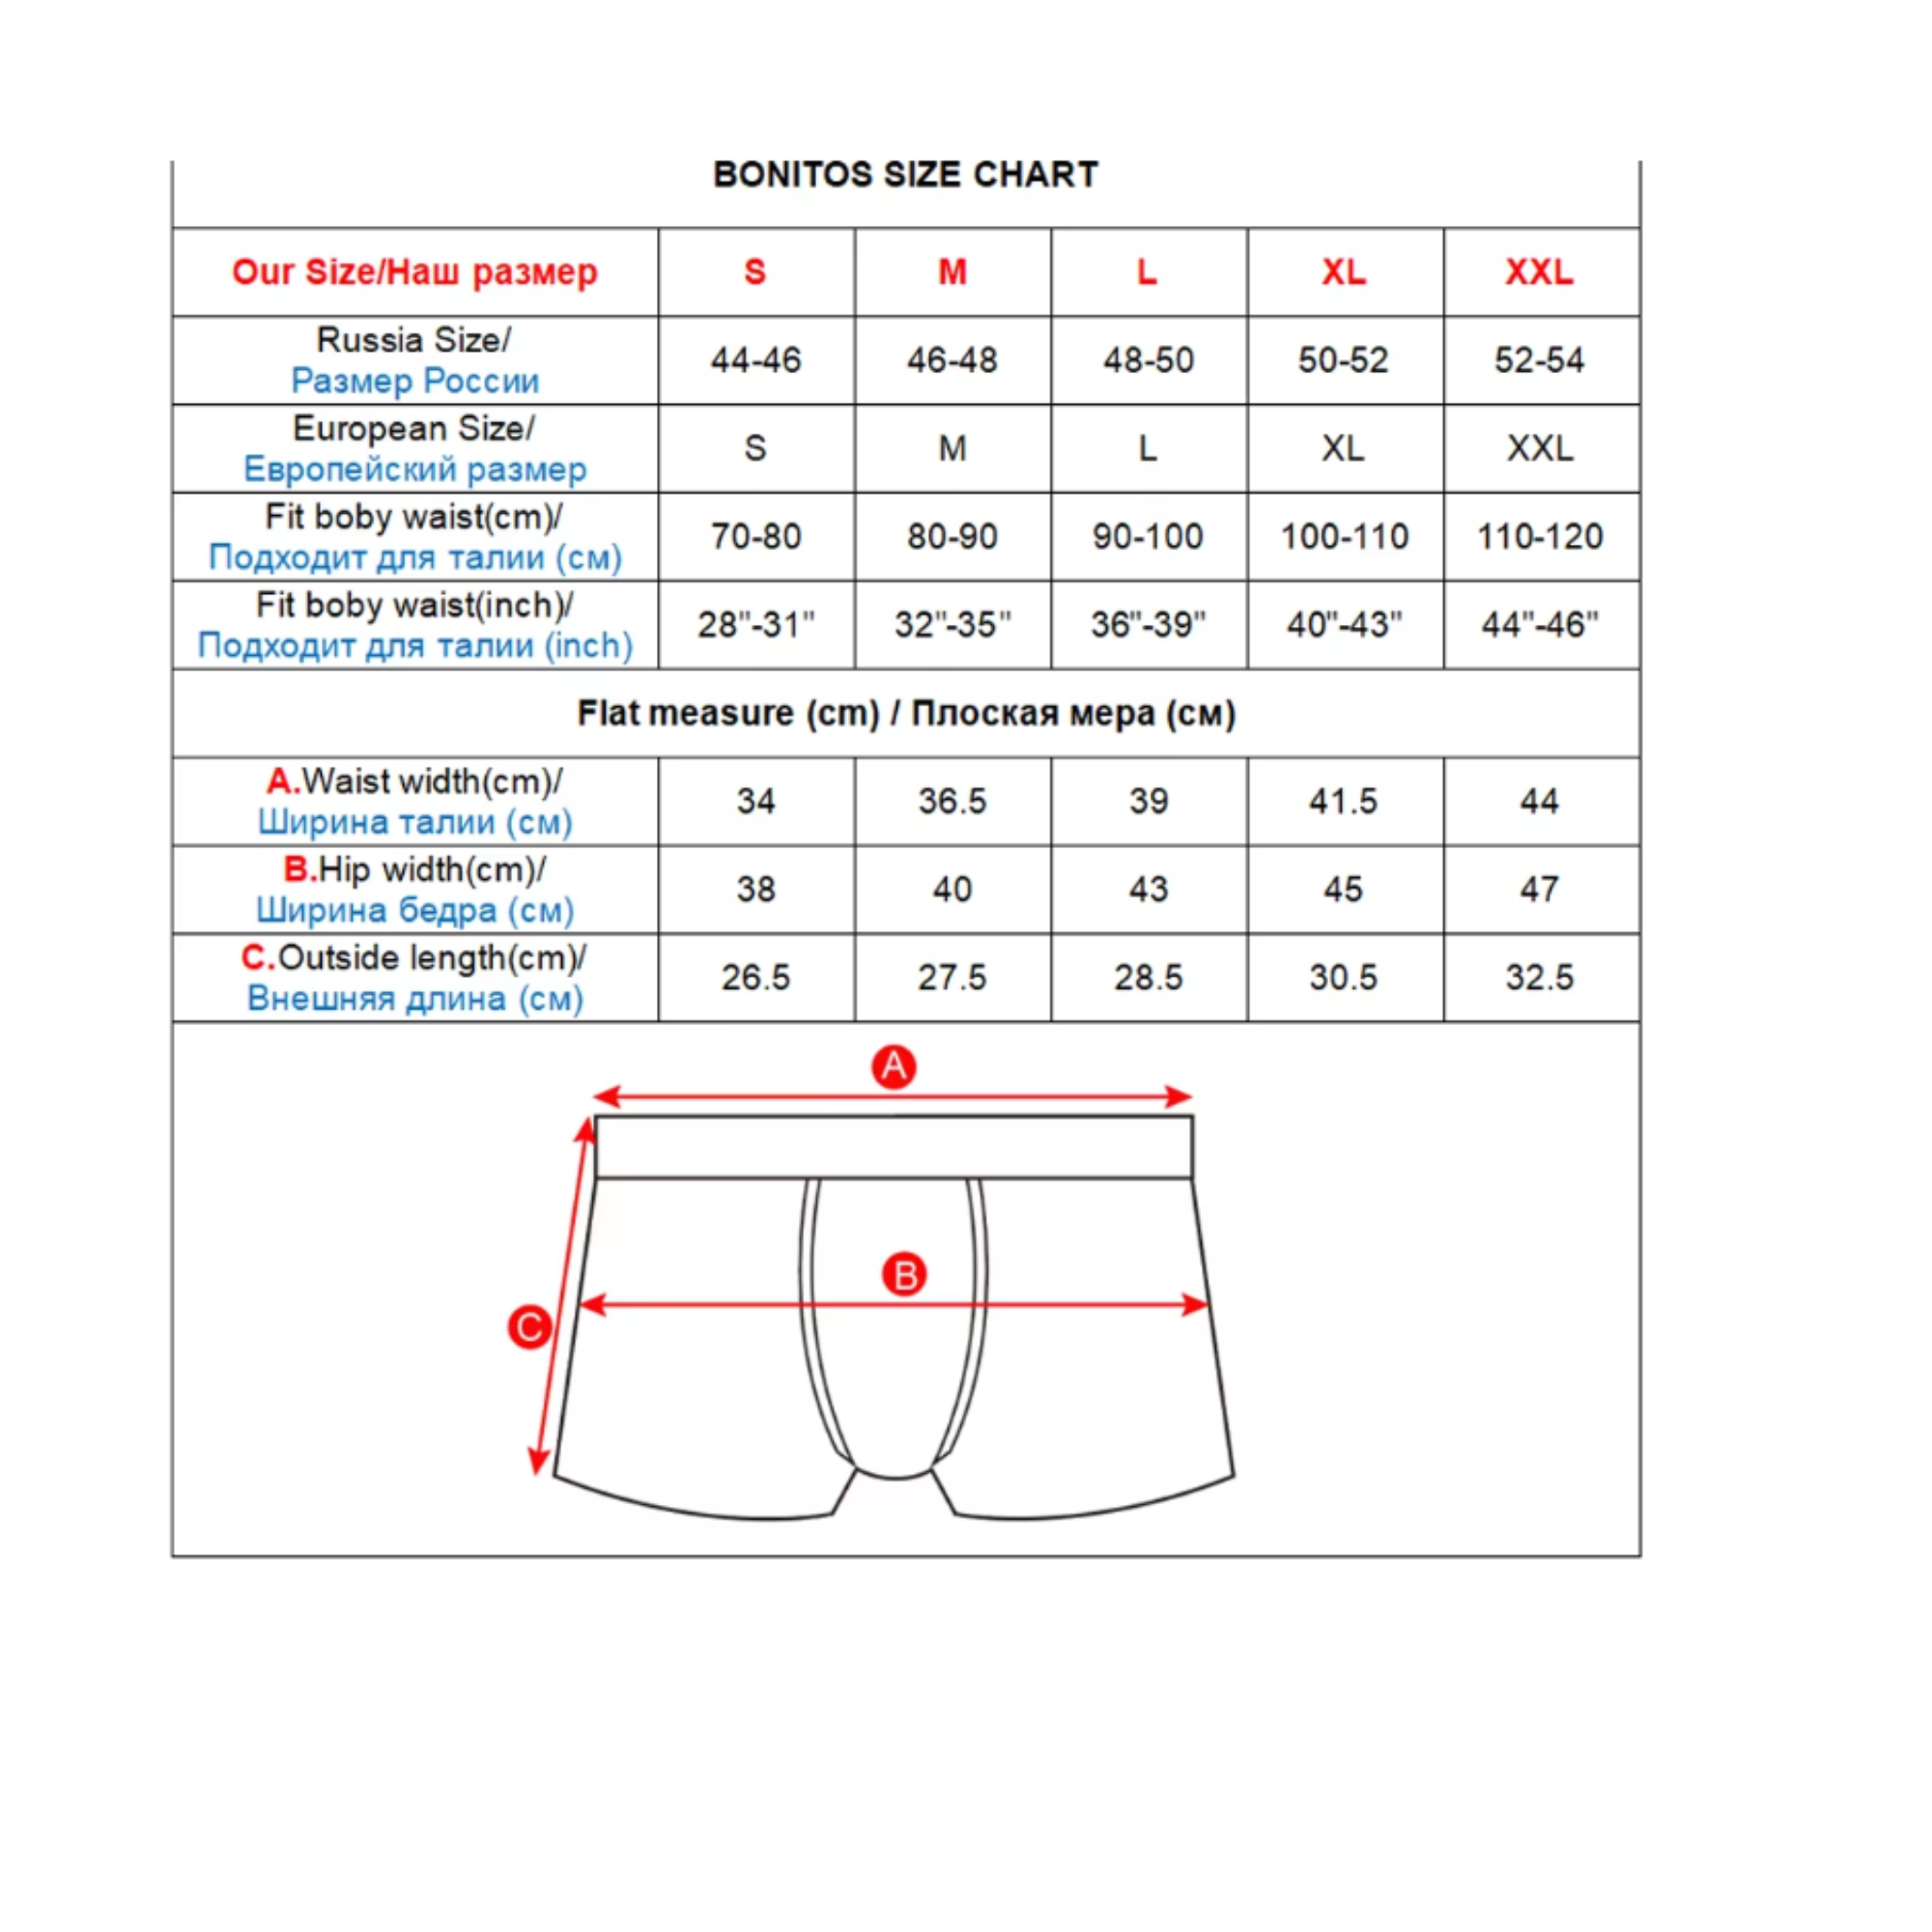 BONITOS SIZE CHART
Our Size/Наш размер S M L XL XXL
Russia Size/
Размер России
44-46 46-48 48-50 50-52 52-54
European Size/
Европейский размер
S M L XL XXL
Fit boby waist(cm)/
Подходит для талии (см)
70-80 80-90 90-100 100-110 110-120
Fit boby waist(inch)/
Подходит для талии (inch)
28"-31" 32"-35" 36"-39" 40"-43" 44"-46"
Flat measure (cm) / Плоская мера (см)
A.Waist width(cm)/
Ширина талии (см)
34 36.5 39 41.5 44
B.Hip width(cm)/
Ширина бедра (см)
38 40 43 45 47
C.Outside length(cm)/
Внешняя длина (см)
26.5 27.5 28.5 30.5 32.5
A
B
C